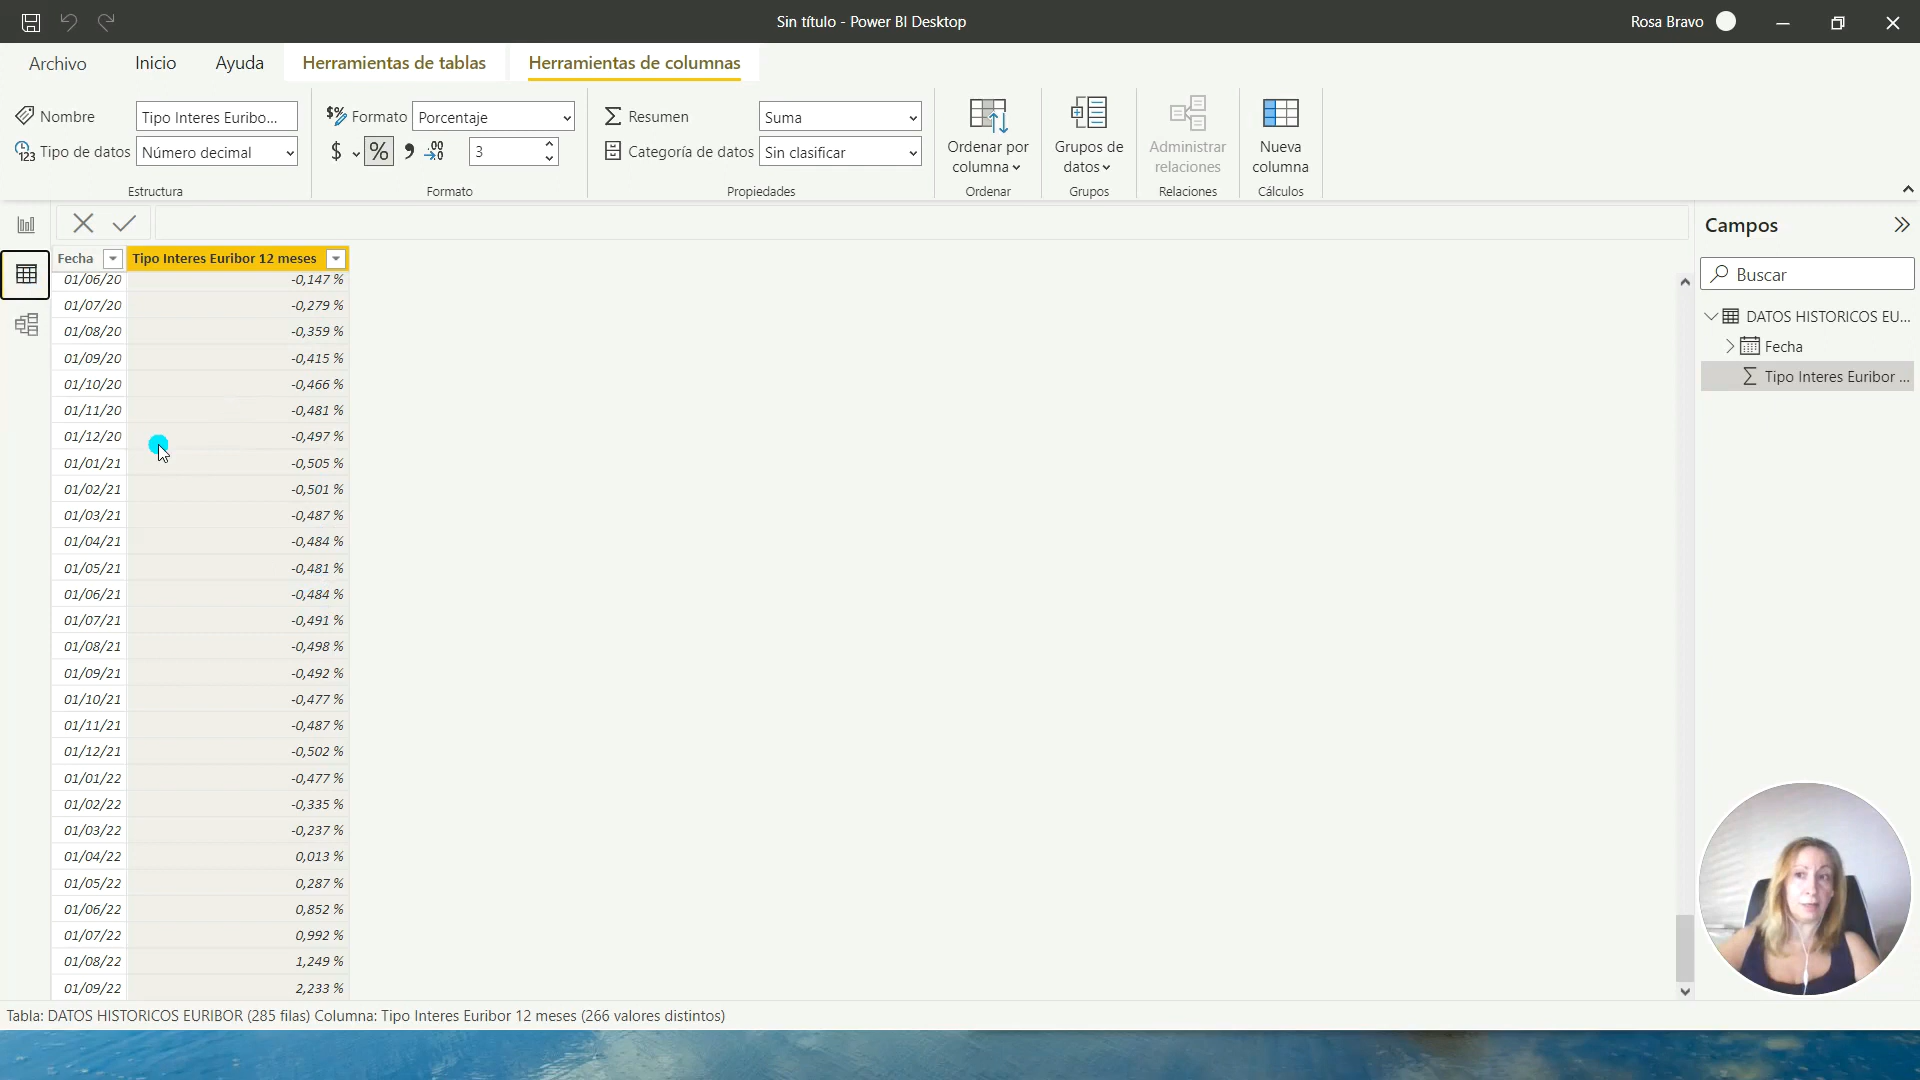 Sin título - Power BI Desktop
Rosa Bravo
Archivo Inicio Ayuda Herramientas de tablas Herramientas de columnas
Nombre Tipo Interes Euribo...
Tipo de datos Número decimal
Estructura
$% Formato Porcentaje
$ % , .00 3
Formato
Resumen Suma
Categoría de datos Sin clasificar
Propiedades
Ordenar por
columna
Ordenar
Grupos de
datos
Grupos
Administrar
relaciones
Relaciones
Nueva
columna
Cálculos
Campos
Buscar
DATOS HISTORICOS EU...
Fecha
Tipo Interes Euribor ...
Fecha Tipo Interes Euribor 12 meses
01/06/20 -0,147 %
01/07/20 -0,279 %
01/08/20 -0,359 %
01/09/20 -0,415 %
01/10/20 -0,466 %
01/11/20 -0,481 %
01/12/20 -0,497 %
01/01/21 -0,505 %
01/02/21 -0,501 %
01/03/21 -0,487 %
01/04/21 -0,484 %
01/05/21 -0,481 %
01/06/21 -0,484 %
01/07/21 -0,491 %
01/08/21 -0,498 %
01/09/21 -0,492 %
01/10/21 -0,477 %
01/11/21 -0,487 %
01/12/21 -0,502 %
01/01/22 -0,477 %
01/02/22 -0,335 %
01/03/22 -0,237 %
01/04/22 0,013 %
01/05/22 0,287 %
01/06/22 0,852 %
01/07/22 0,992 %
01/08/22 1,249 %
01/09/22 2,233 %
Tabla: DATOS HISTORICOS EURIBOR (285 filas) Columna: Tipo Interes Euribor 12 meses (266 valores distintos)